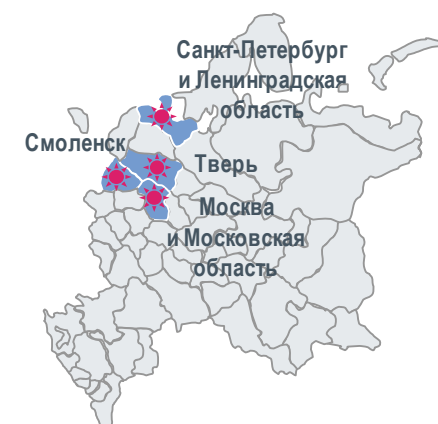 Санкт-Петербург
и Ленинградская
область
Смоленск
Тверь
Москва
и Московская
область